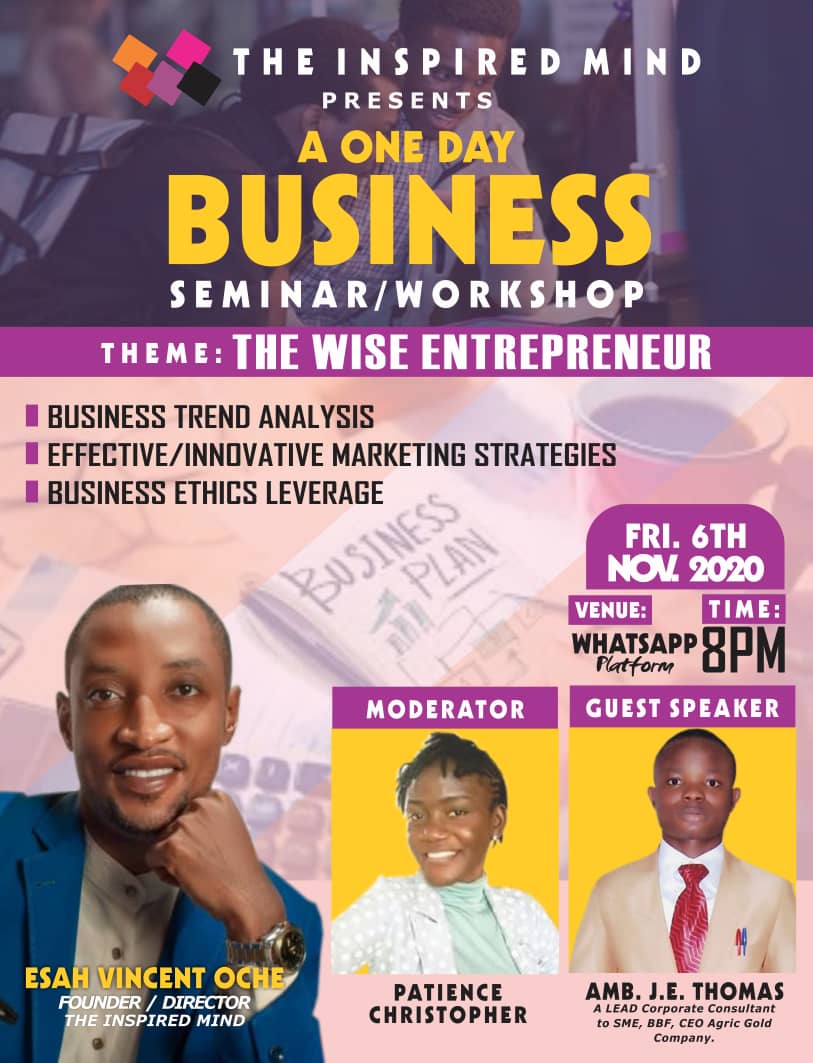 THE INSPIRED MIND
PRESENTS
A ONE DAY
BUSINESS
SEMINAR/WORKSHOP
THEME: THE WISE ENTREPRENEUR
BUSINESS TREND ANALYSIS
EFFECTIVE/INNOVATIVE MARKETING STRATEGIES
BUSINESS ETHICS LEVERAGE
BUSINESS
PLAN
FRI. 6TH
NOV. 2020
VENUE:
WHATSAPP
Platform
TIME:
8PM
MODERATOR
PATIENCE
CHRISTOPHER
GUEST SPEAKER
AMB. J.E. THOMAS
A LEAD Corporate Consultant
to SME, BBF, CEO Agric Gold
Company.
ESAH VINCENT OCHE
FOUNDER / DIRECTOR
THE INSPIRED MIND